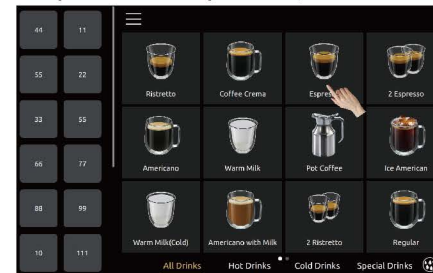 44 11
55 22
33 55
66 77
88 99
10 111
Ristretto Coffee Crema Espresso 2 Espresso
Americano Warm Milk Pot Coffee Ice American
Warm Milk(Cold) Americano with Milk 2 Ristretto Regular
All Drinks Hot Drinks Cold Drinks Special Drinks